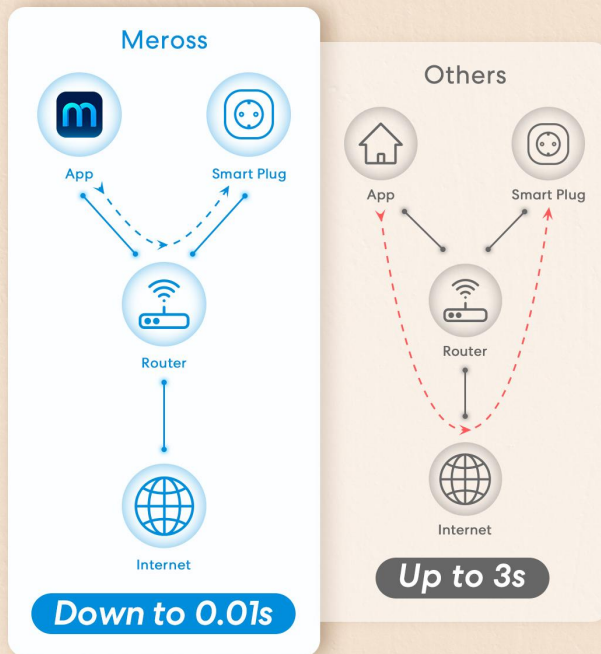 Meross
m
App
Smart Plug
Router
Internet
Down to 0.01s
Others
App
Smart Plug
Router
Internet
Up to 3s